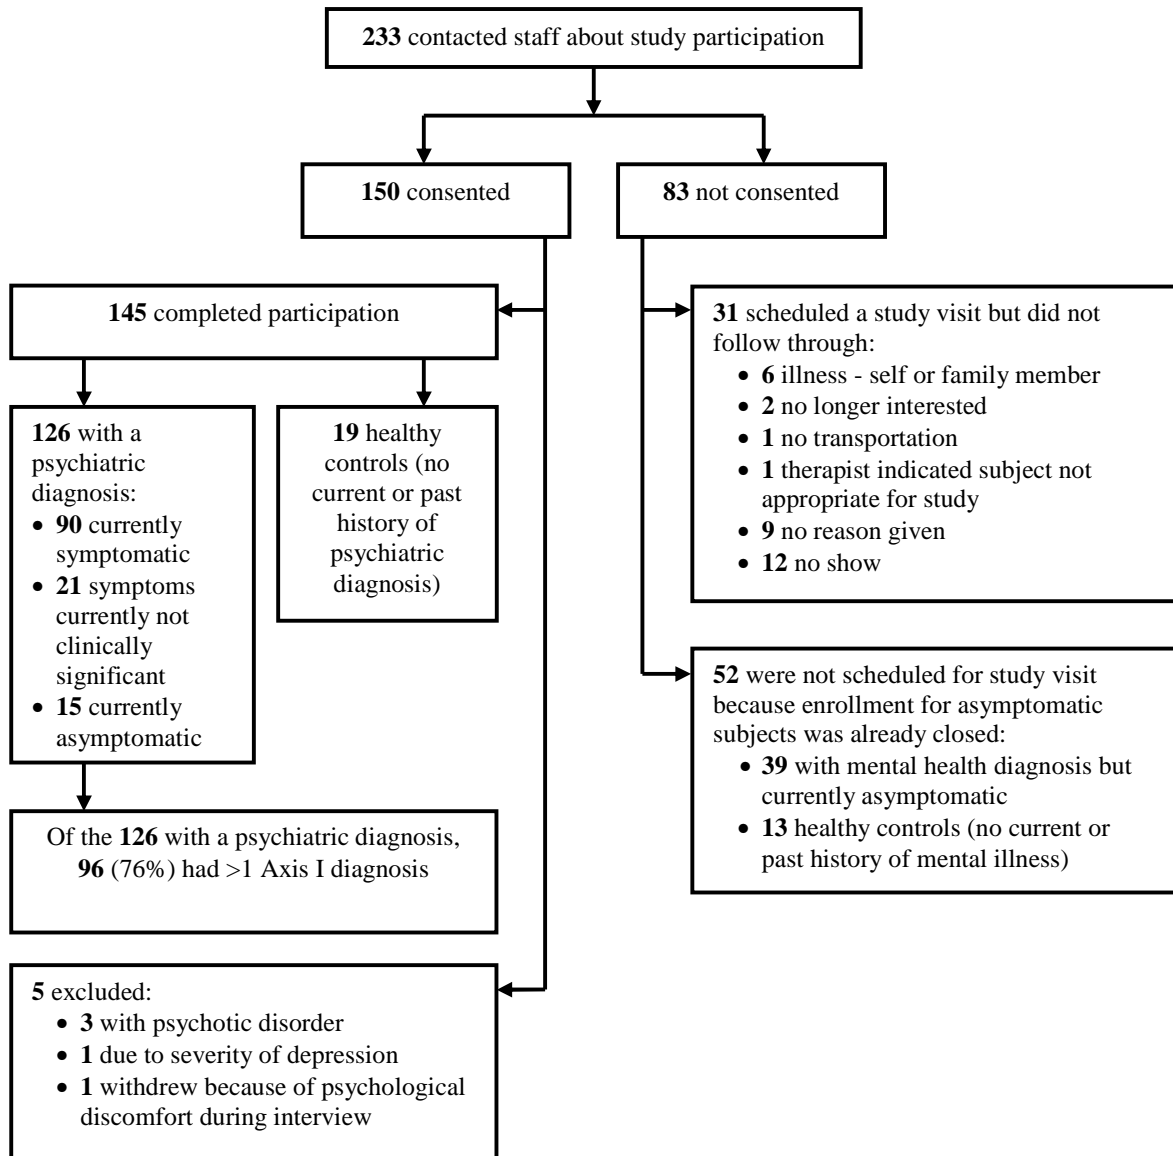 233 contacted staff about study participation
150 consented
83 not consented
145 completed participation
126 with a
psychiatric
diagnosis:
• 90 currently
symptomatic
• 21 symptoms
currently not
clinically
significant
• 15 currently
asymptomatic
19 healthy
controls (no
current or past
history of
psychiatric
diagnosis)
Of the 126 with a psychiatric diagnosis,
96 (76%) had >1 Axis I diagnosis
5 excluded:
• 3 with psychotic disorder
• 1 due to severity of depression
• 1 withdrew because of psychological
discomfort during interview
31 scheduled a study visit but did not
follow through:
• 6 illness - self or family member
• 2 no longer interested
• 1 no transportation
• 1 therapist indicated subject not
appropriate for study
• 9 no reason given
• 12 no show
52 were not scheduled for study visit
because enrollment for asymptomatic
subjects was already closed:
• 39 with mental health diagnosis but
currently asymptomatic
• 13 healthy controls (no current or
past history of mental illness)